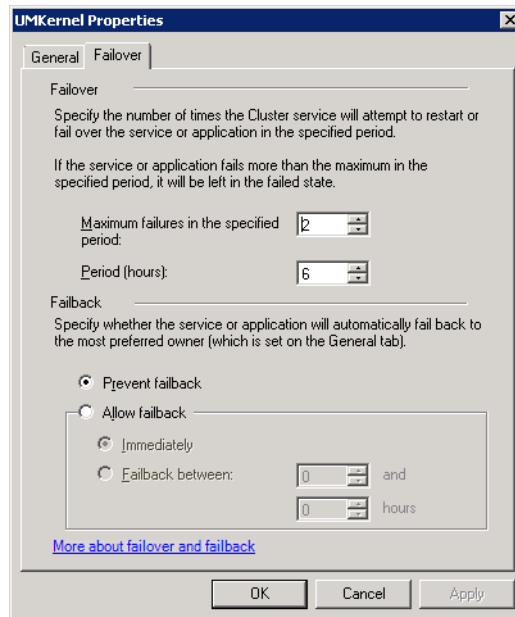 UMKernel Properties
General
Failover
Failover
Specify the number of times the Cluster service will attempt to restart or
fail over the service or application in the specified period.
If the service or application fails more than the maximum in the
specified period, it will be left in the failed state.
Maximum failures in the specified
period:
2
Period (hours):
6
Failback
Specify whether the service or application will automatically fail back to
the most preferred owner (which is set on the General tab).
Prevent failback
Allow failback
Immediately
Failback between:
0
and
0
hours
More about failover and failback
OK
Cancel
Apply